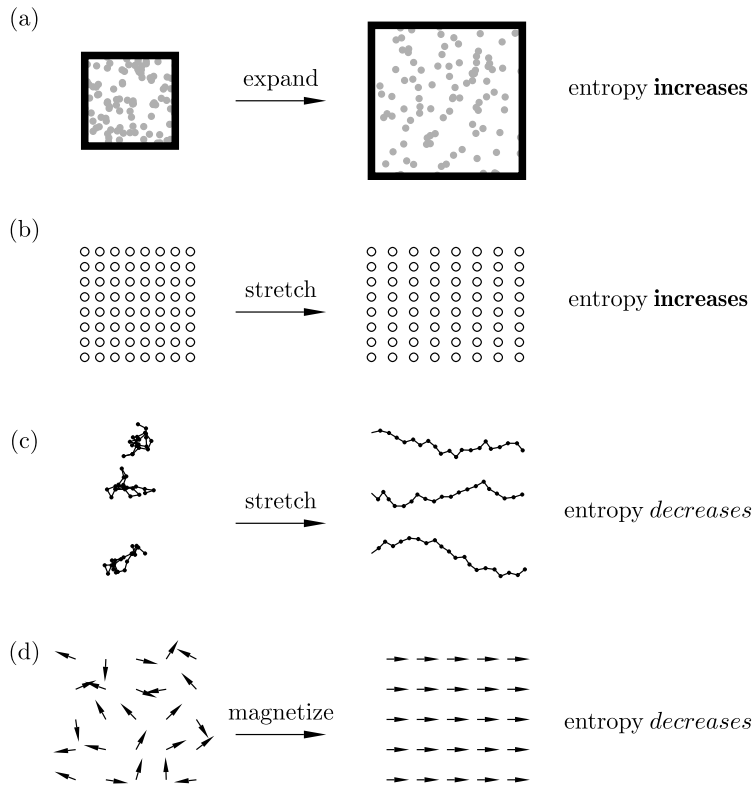 (a)
expand
entropy increases
(b)
stretch
entropy increases
(c)
stretch
entropy decreases
(d)
magnetize
entropy decreases